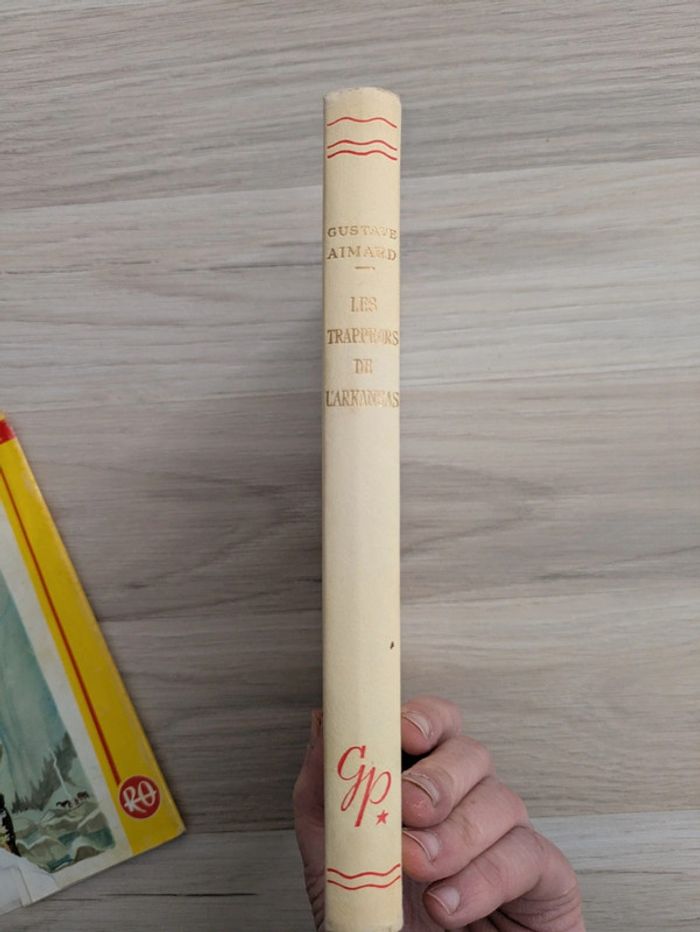 GUSTAVE
AIMARD
LES
TRAPPEURS
DE
L'ARKANSAS
GP
RO